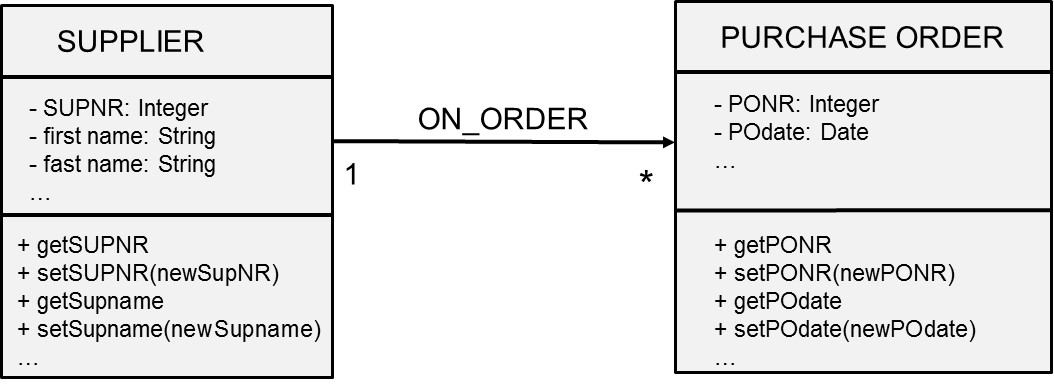 SUPPLIER
- SUPNR: Integer
- first name: String
- fast name: String
…
+ getSUPNR
+ setSUPNR(newSupNR)
+ getSupname
+ setSupname(newSupname)
…
ON_ORDER
1
*
PURCHASE ORDER
- PONR: Integer
- POdate: Date
…
+ getPONR
+ setPONR(newPONR)
+ getPOdate
+ setPOdate(newPOdate)
…